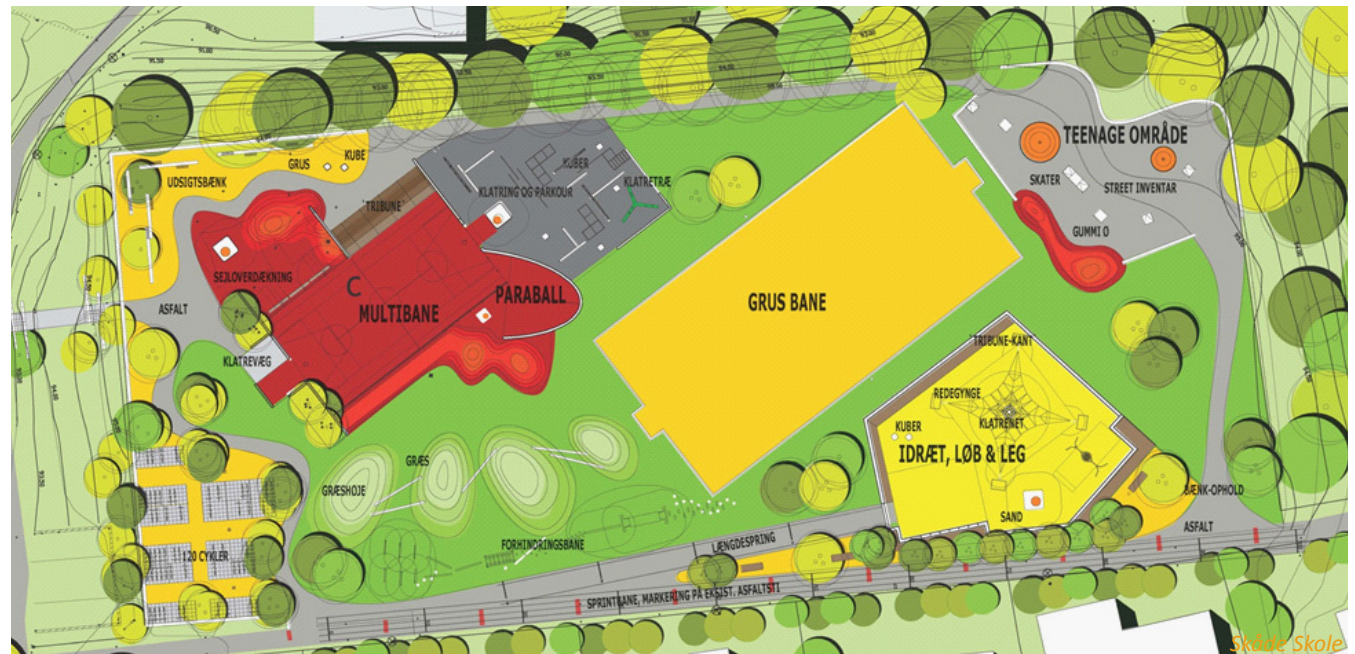 TEENAGE OMRÅDE
KUBE
GRUS
KUBER
UDSIGTSBÆNK
KLATRETRÆ
KLATRING OG PARKOUR
SKATER
STREET INVENTAR
TRIBUNE
GUMMI Ø
SEJLOVERDÆKNING
C
PARABALL
GRUS BANE
ASFALT
MULTIBANE
TRIBUNE-KANT
KLATREVÆG
REDEGYNGE
KLATRENET
KUBER
IDRÆT, LØB & LEG
GRÆS
GRÆSHØJE
BÆNK-OPHOLD
SAND
ASFALT
FORHINDRINGSBANE
LÆNGDESPRING
120 CYKLER
SPRINTBANE, MARKERING PÅ EKSIST. ASFALTSTI
Skåde Skole